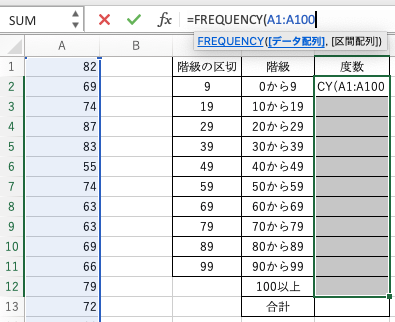 SUM =FREQUENCY(A1:A100
FREQUENCY([データ配列], [区間配列])
A B C D E
1 82 階級の区切 階級 度数
2 69 9 0から9 CY(A1:A100
3 74 19 10から19
4 87 29 20から29
5 83 39 30から39
6 55 49 40から49
7 74 59 50から59
8 63 69 60から69
9 63 79 70から79
10 69 89 80から89
11 66 99 90から99
12 79 100以上
13 72 合計